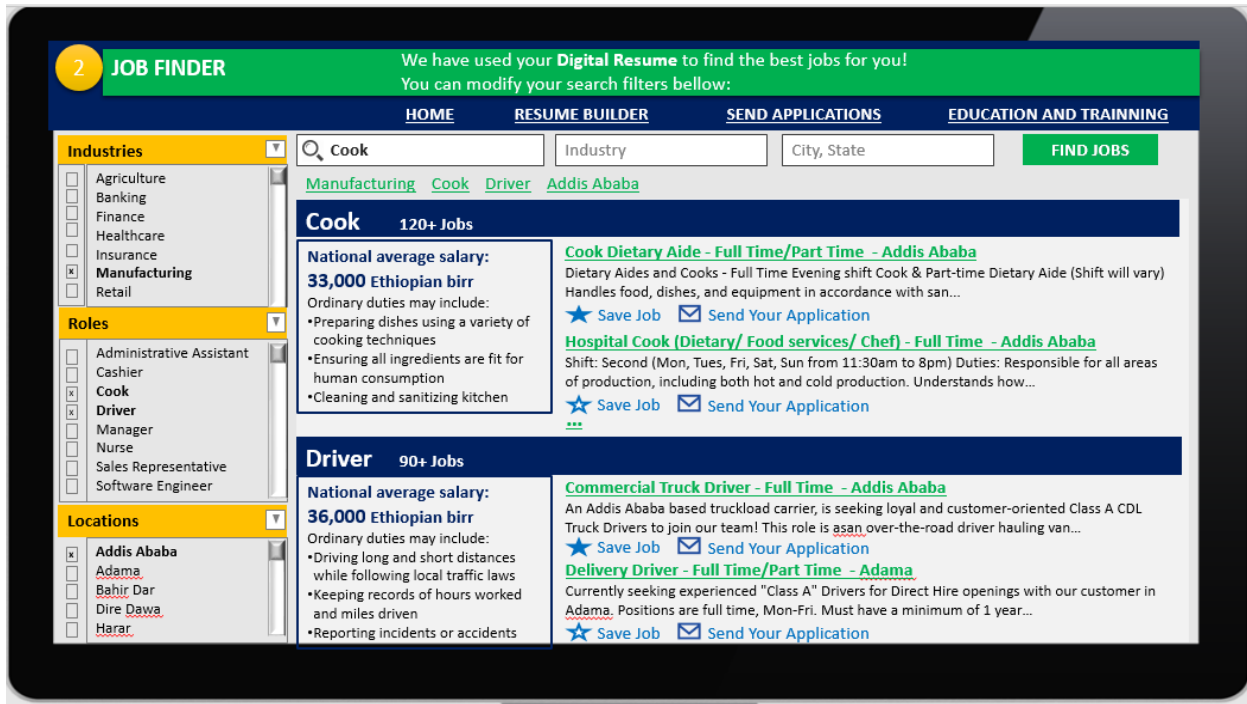 2
JOB FINDER
We have used your Digital Resume to find the best jobs for you!
You can modify your search filters bellow:
HOME
RESUME BUILDER
SEND APPLICATIONS
EDUCATION AND TRAINNING
Industries
Agriculture
Banking
Finance
Healthcare
Insurance
x Manufacturing
Retail
Roles
Administrative Assistant
Cashier
x Cook
x Driver
Manager
Nurse
Sales Representative
Software Engineer
Locations
x Addis Ababa
Adama
Bahir Dar
Dire Dawa
Harar
Cook
Industry
City, State
FIND JOBS
Manufacturing Cook Driver Addis Ababa
Cook 120+ Jobs
National average salary:
33,000 Ethiopian birr
Ordinary duties may include:
•Preparing dishes using a variety of
cooking techniques
•Ensuring all ingredients are fit for
human consumption
•Cleaning and sanitizing kitchen
Cook Dietary Aide - Full Time/Part Time - Addis Ababa
Dietary Aides and Cooks - Full Time Evening shift Cook & Part-time Dietary Aide (Shift will vary)
Handles food, dishes, and equipment in accordance with san...
Save Job Send Your Application
Hospital Cook (Dietary/ Food services/ Chef) - Full Time - Addis Ababa
Shift: Second (Mon, Tues, Fri, Sat, Sun from 11:30am to 8pm) Duties: Responsible for all areas
of production, including both hot and cold production. Understands how...
Save Job Send Your Application
...
Driver 90+ Jobs
National average salary:
36,000 Ethiopian birr
Ordinary duties may include:
•Driving long and short distances
while following local traffic laws
•Keeping records of hours worked
and miles driven
•Reporting incidents or accidents
Commercial Truck Driver - Full Time - Addis Ababa
An Addis Ababa based truckload carrier, is seeking loyal and customer-oriented Class A CDL
Truck Drivers to join our team! This role is asan over-the-road driver hauling van...
Save Job Send Your Application
Delivery Driver - Full Time/Part Time - Adama
Currently seeking experienced "Class A" Drivers for Direct Hire openings with our customer in
Adama. Positions are full time, Mon-Fri. Must have a minimum of 1 year...
Save Job Send Your Application